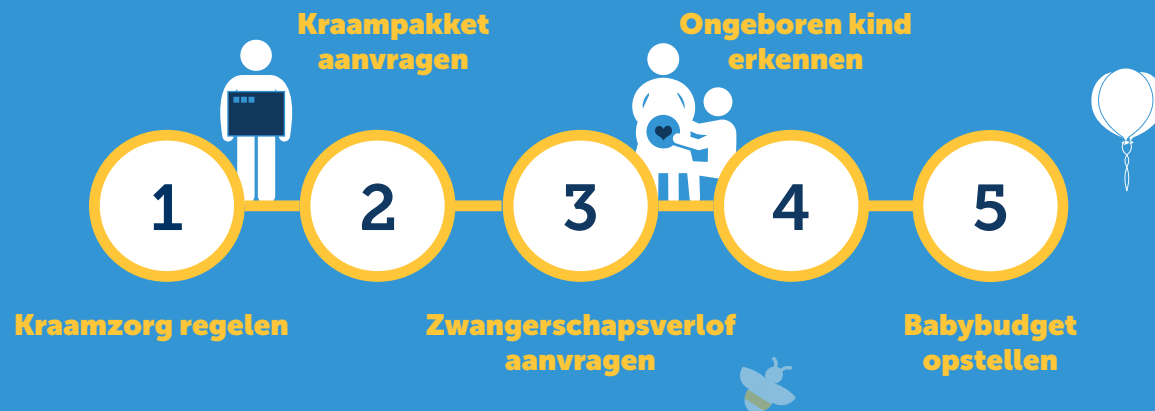 Kraampakket
aanvragen
Ongeboren kind
erkennen
1
2
3
4
5
Kraamzorg regelen
Zwangerschapsverlof
aanvragen
Babybudget
opstellen